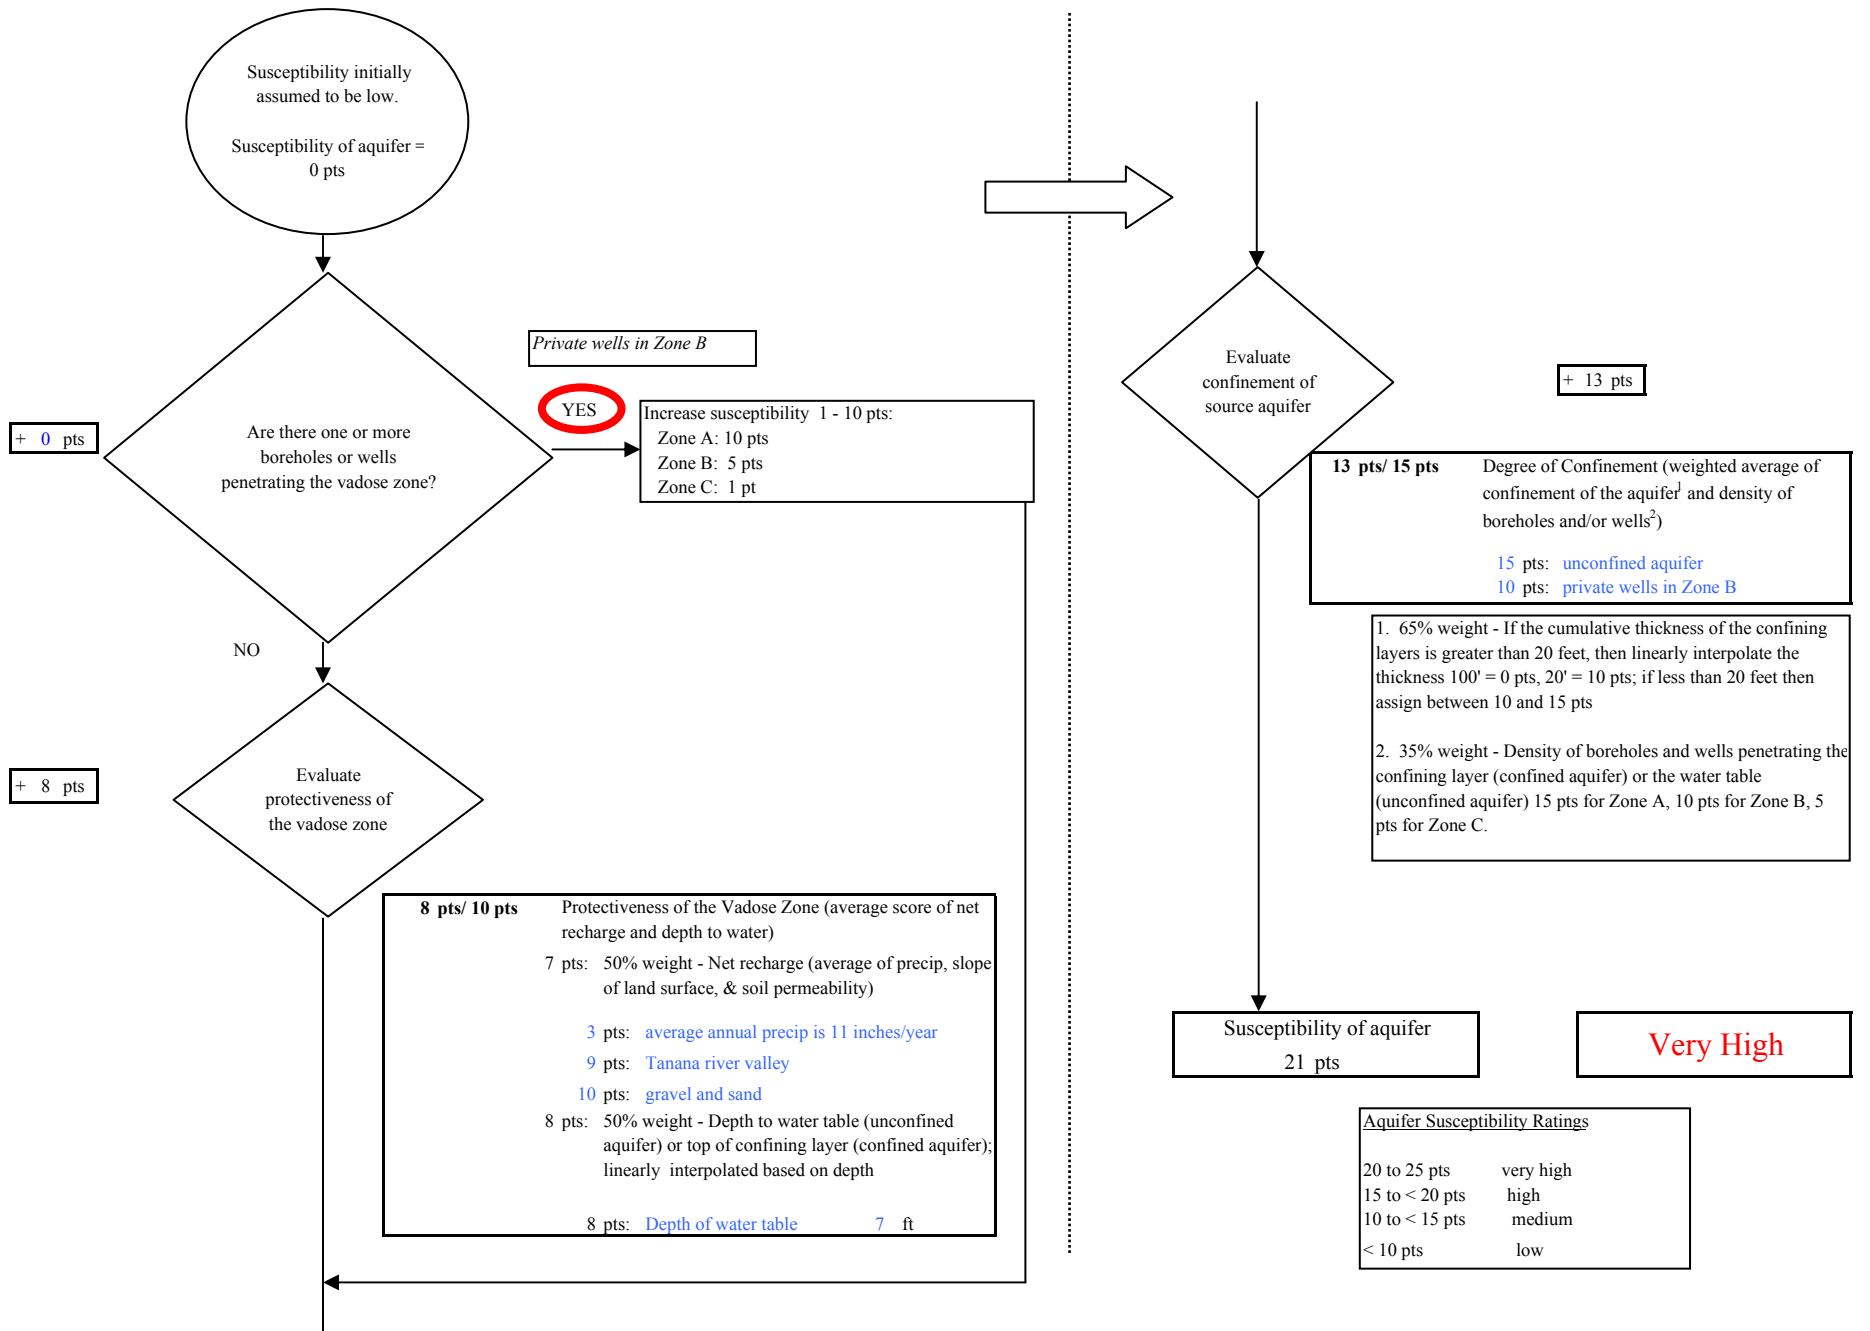 Susceptibility initially
assumed to be low.
Susceptibility of aquifer =
0 pts
Private wells in Zone B
YES
+ 0 pts
Are there one or more
boreholes or wells
penetrating the vadose zone?
Increase susceptibility 1 - 10 pts:
Zone A: 10 pts
Zone B: 5 pts
Zone C: 1 pt
NO
+ 8 pts
Evaluate
protectiveness of
the vadose zone
8 pts/ 10 pts Protectiveness of the Vadose Zone (average score of net
recharge and depth to water)
7 pts: 50% weight - Net recharge (average of precip, slope
of land surface, & soil permeability)
3 pts: average annual precip is 11 inches/year
9 pts: Tanana river valley
10 pts: gravel and sand
8 pts: 50% weight - Depth to water table (unconfined
aquifer) or top of confining layer (confined aquifer);
linearly interpolated based on depth
8 pts: Depth of water table 7 ft
Evaluate
confinement of
source aquifer
+ 13 pts
13 pts/ 15 pts Degree of Confinement (weighted average of
confinement of the aquifer1 and density of
boreholes and/or wells2)
15 pts: unconfined aquifer
10 pts: private wells in Zone B
1. 65% weight - If the cumulative thickness of the confining
layers is greater than 20 feet, then linearly interpolate the
thickness 100' = 0 pts, 20' = 10 pts; if less than 20 feet then
assign between 10 and 15 pts
2. 35% weight - Density of boreholes and wells penetrating the
confining layer (confined aquifer) or the water table
(unconfined aquifer) 15 pts for Zone A, 10 pts for Zone B, 5
pts for Zone C.
Susceptibility of aquifer
21 pts
Very High
Aquifer Susceptibility Ratings
20 to 25 pts very high
15 to < 20 pts high
10 to < 15 pts medium
< 10 pts low